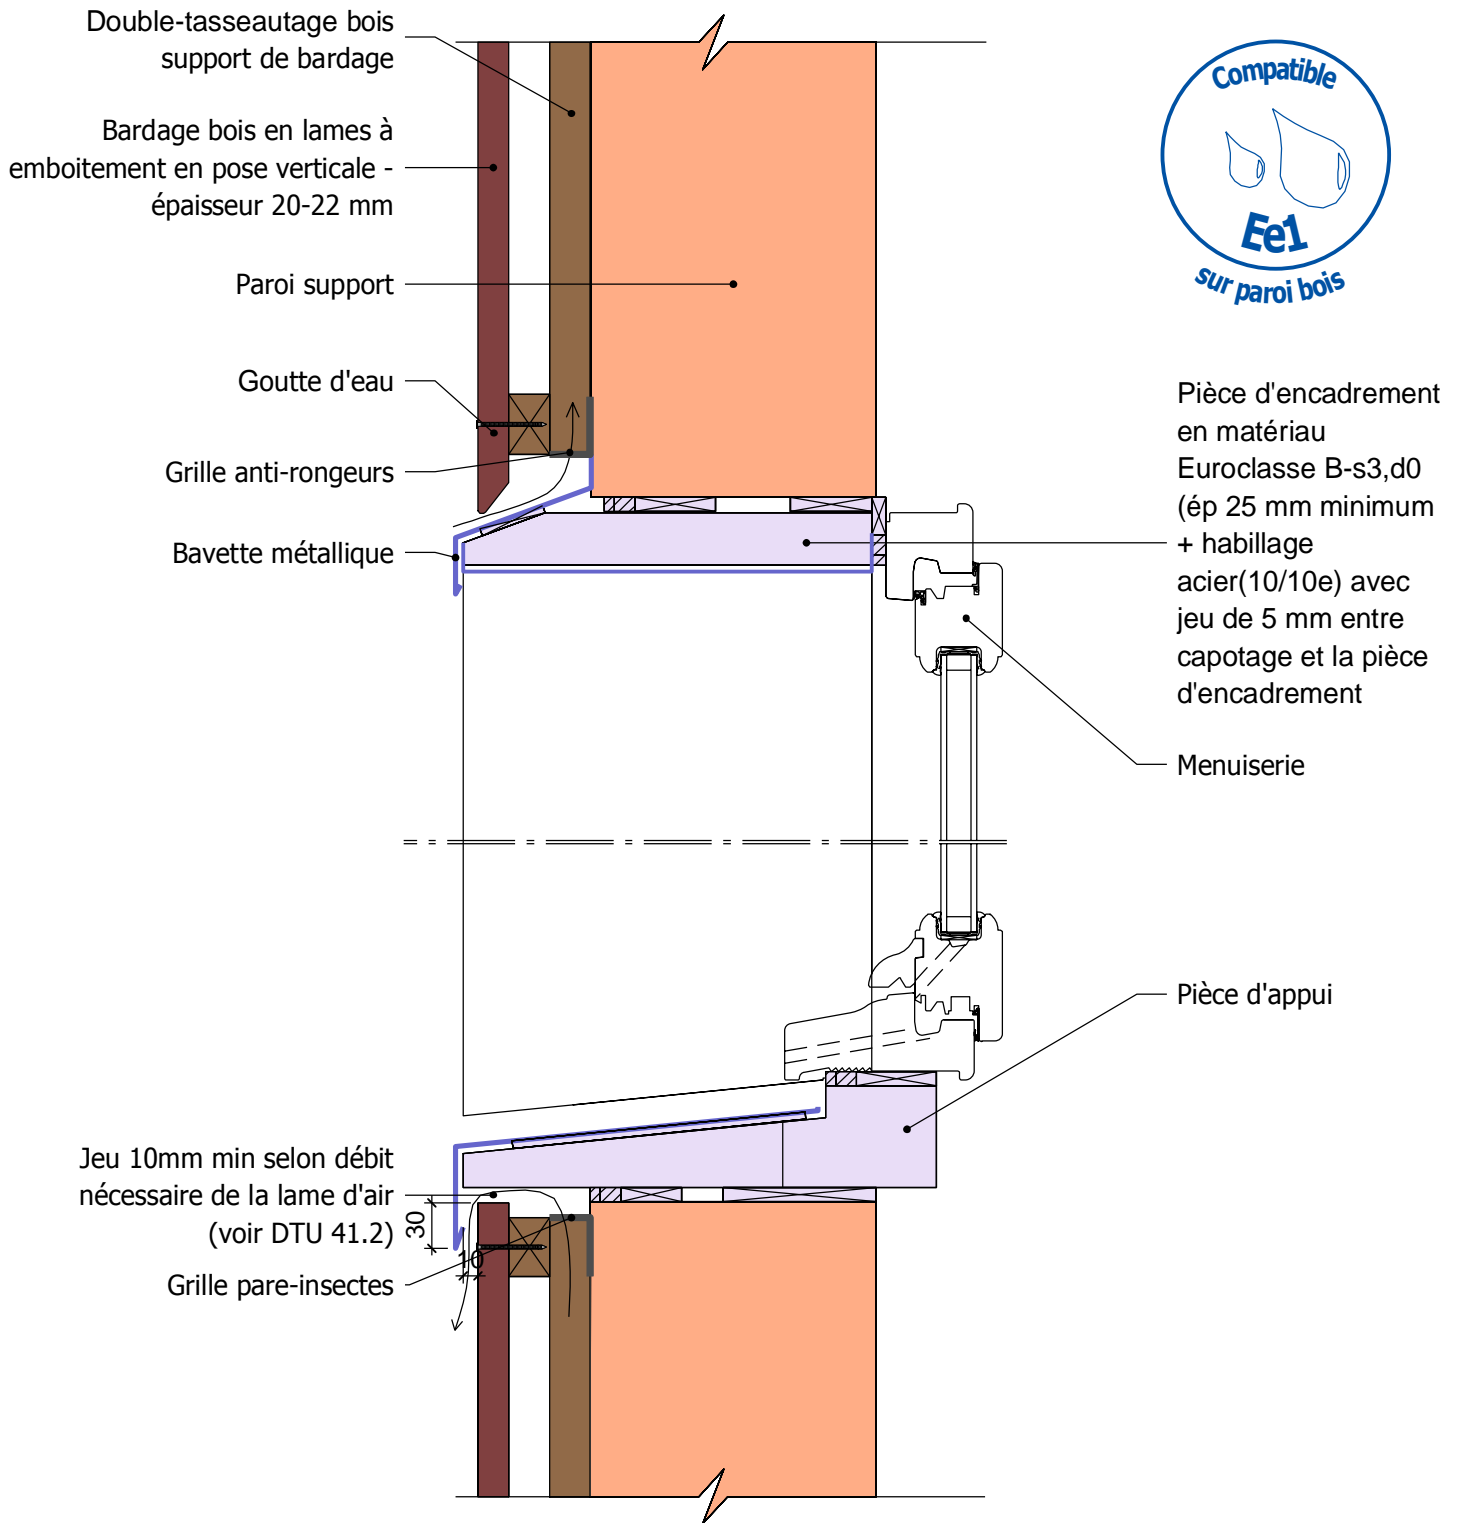 Double-tasseautage bois
support de bardage
Bardage bois en lames à
emboitement en pose verticale -
épaisseur 20-22 mm
Paroi support
Goutte d'eau
Grille anti-rongeurs
Bavette métallique
Compatible
Ee1
sur paroi bois
Pièce d'encadrement
en matériau
Euroclasse B-s3,d0
(ép 25 mm minimum
+ habillage
acier(10/10e) avec
jeu de 5 mm entre
capotage et la pièce
d'encadrement
Menuiserie
Pièce d'appui
Jeu 10mm min selon débit
nécessaire de la lame d'air
(voir DTU 41.2)
30
10
Grille pare-insectes